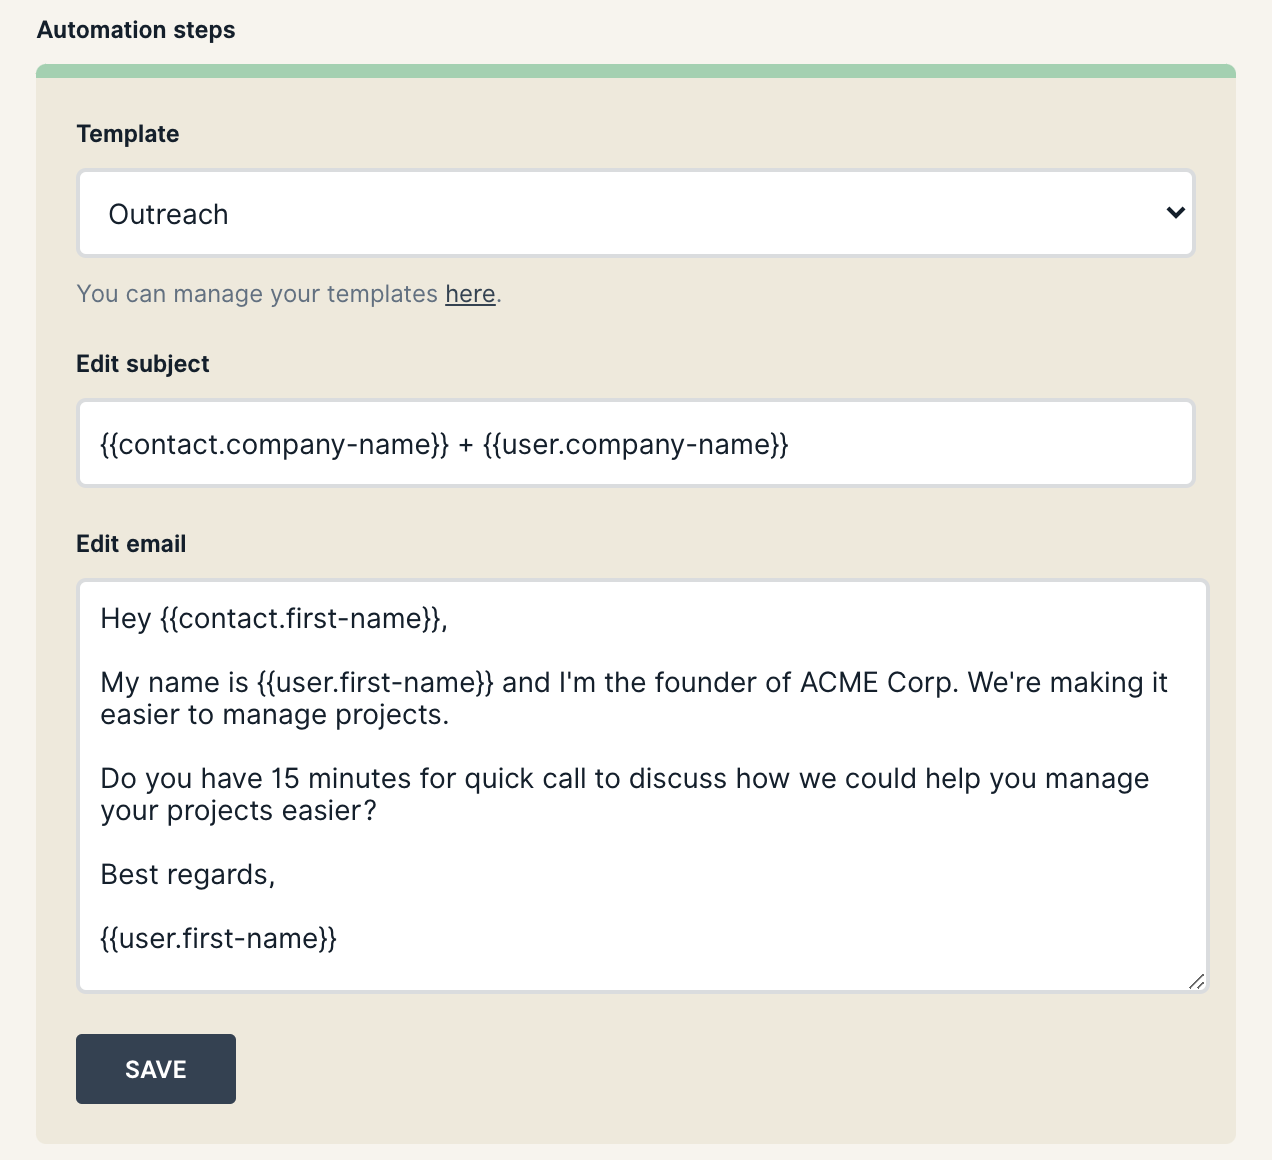 Automation steps
Template
Outreach
You can manage your templates here.
Edit subject
{{contact.company-name}} + {{user.company-name}}
Edit email
Hey {{contact.first-name}},
My name is {{user.first-name}} and I'm the founder of ACME Corp. We're making it
easier to manage projects.
Do you have 15 minutes for quick call to discuss how we could help you manage
your projects easier?
Best regards,
{{user.first-name}}
SAVE